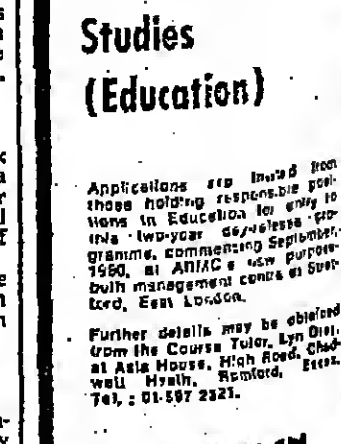 Studies
(Education)
Applications are invited from
those holding responsible posi-
tions in Education for entry to
this two-year day/release pro-
gramme, commencing September,
1980, at ANMC's new purpose-
built management centre at
ford, East London.
Further details may be obtained
from the Course Tutor, Lyn
at Asta House, High Road, Chad-
well Heath, Romford, Essex.
Tel. : 01-597 2321.